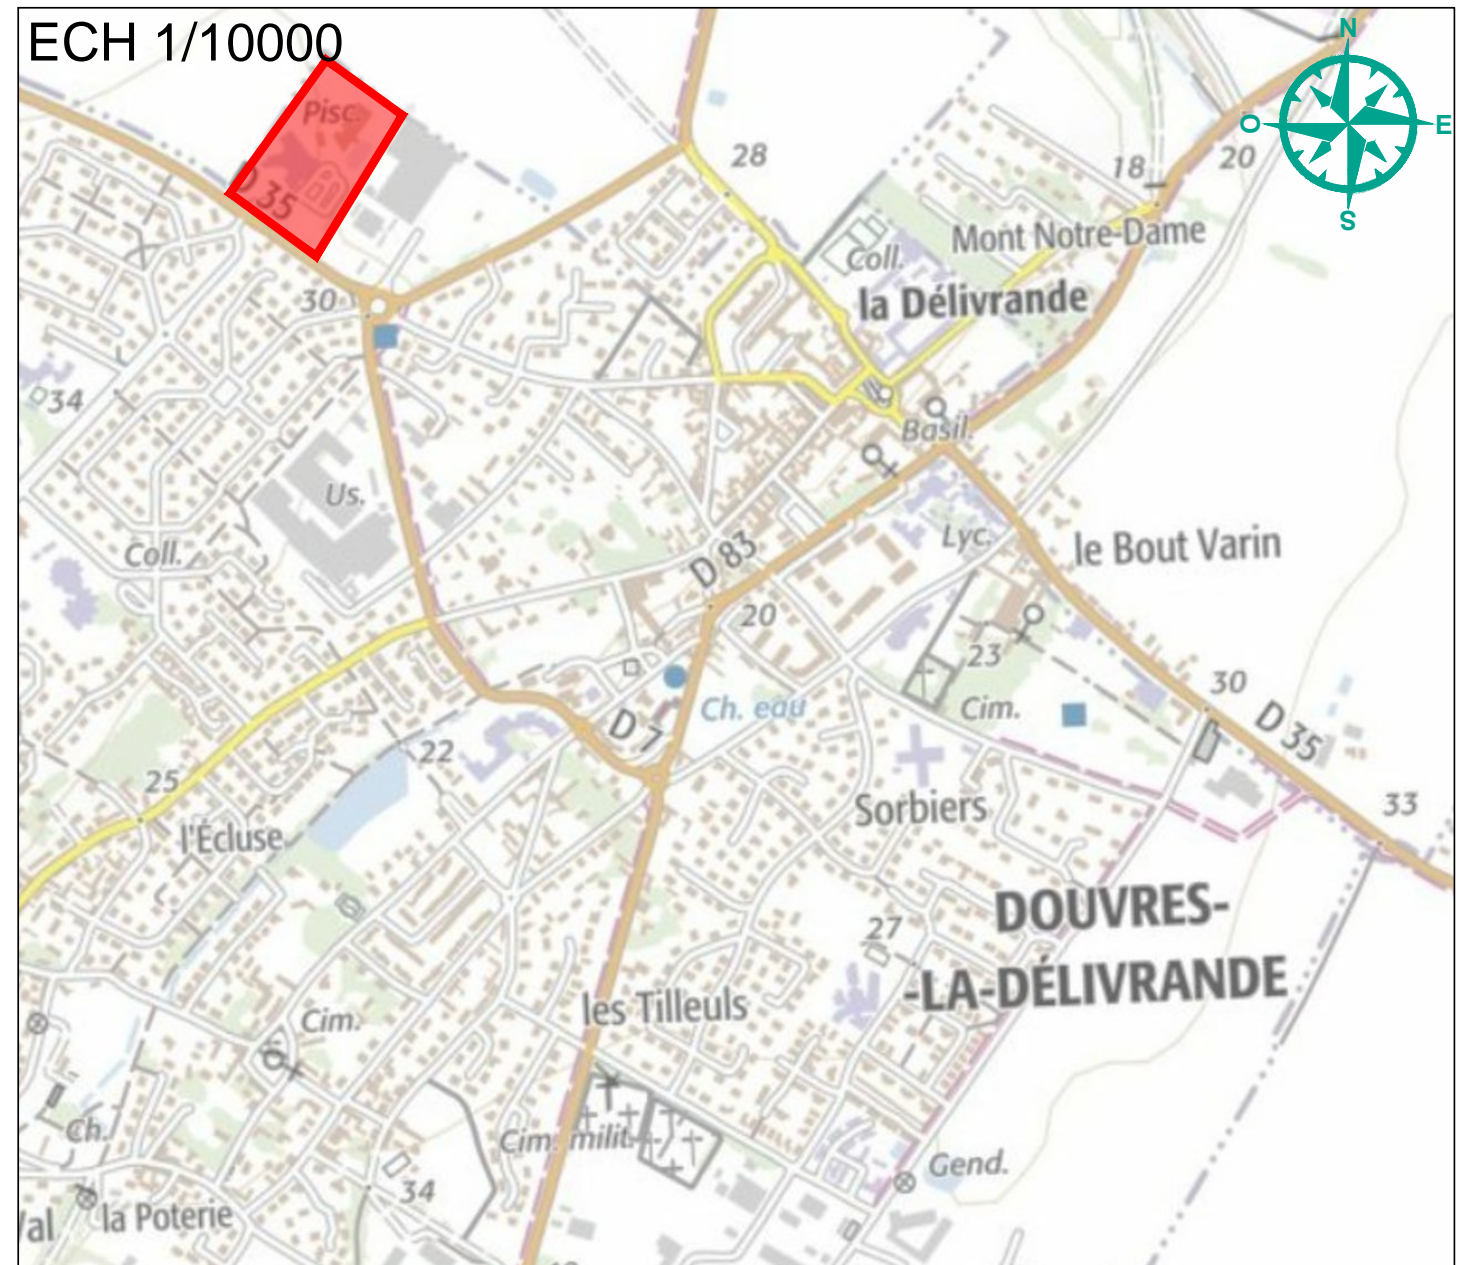 ECH 1/10000
N
Pisc.
O
E
28
18
20
D 35
S
Mont Notre-Dame
Coll.
la Délivrande
30
34
Basil.
Us.
Lyc.
le Bout Varin
Coll.
D 83
20
23
30
Ch. eau
Cim.
D 7
D 35
22
25
33
Sorbiers
l'Écluse
DOUVRES-
27
-LA-DÉLIVRANDE
les Tilleuls
Cim.
Ch.
Cim. milit.
Gend.
34
la Poterie
Val